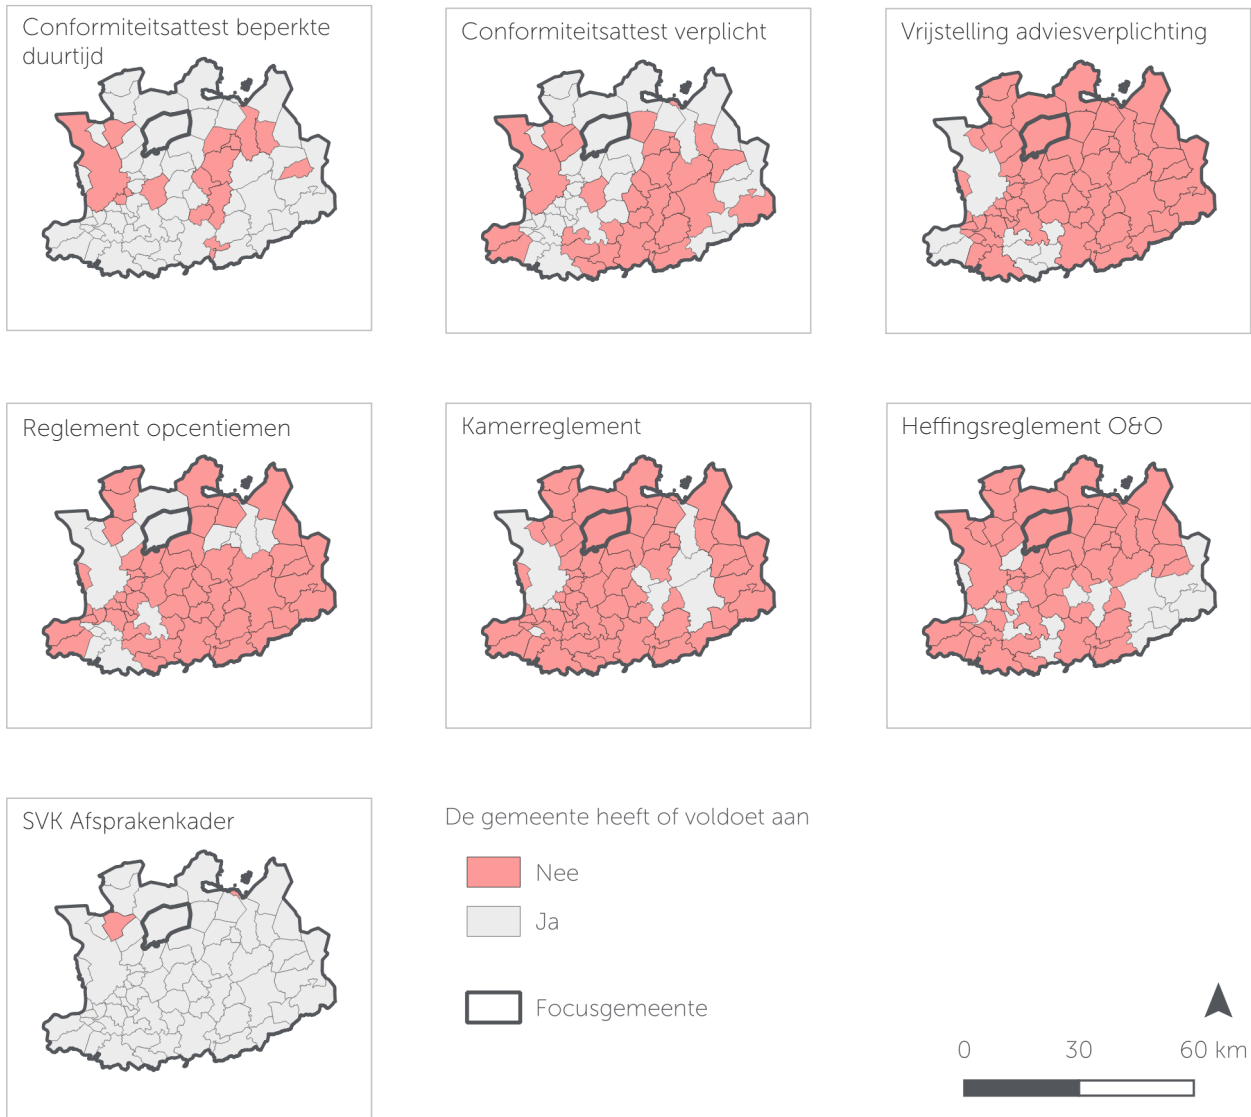 Conformiteitsattest beperkte
duurtijd
Conformiteitsattest verplicht
Vrijstelling adviesverplichting
Reglement opcentiemen
Kamerreglement
Heffingsreglement O&O
SVK Afsprakenkader
De gemeente heeft of voldoet aan
Nee
Ja
Focusgemeente
0 30 60 km